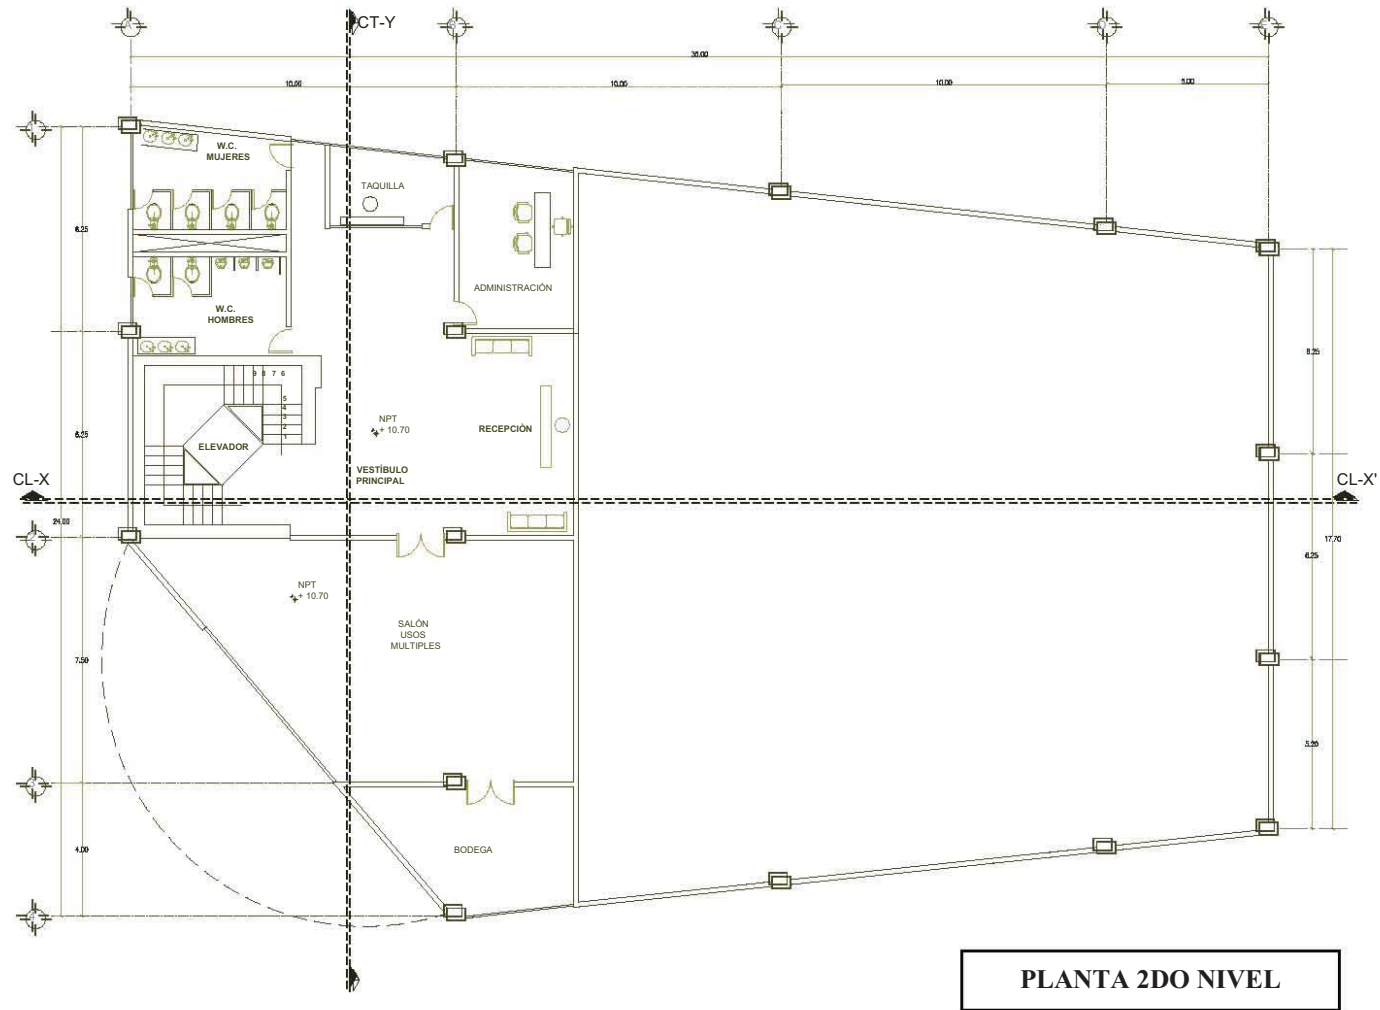 CT-Y
35.00
10.00
10.00
10.00
5.00
W.C.
MUJERES
TAQUILLA
6.25
ADMINISTRACIÓN
W.C.
HOMBRES
6.25
9 8 7 6
5
4
3
2
1
NPT
+ 10.70
RECEPCIÓN
6.25
ELEVADOR
VESTÍBULO
PRINCIPAL
CL-X
CL-X'
24.00
17.70
6.25
NPT
+ 10.70
SALÓN
USOS
MULTIPLES
7.50
5.20
4.00
BODEGA
PLANTA 2DO NIVEL